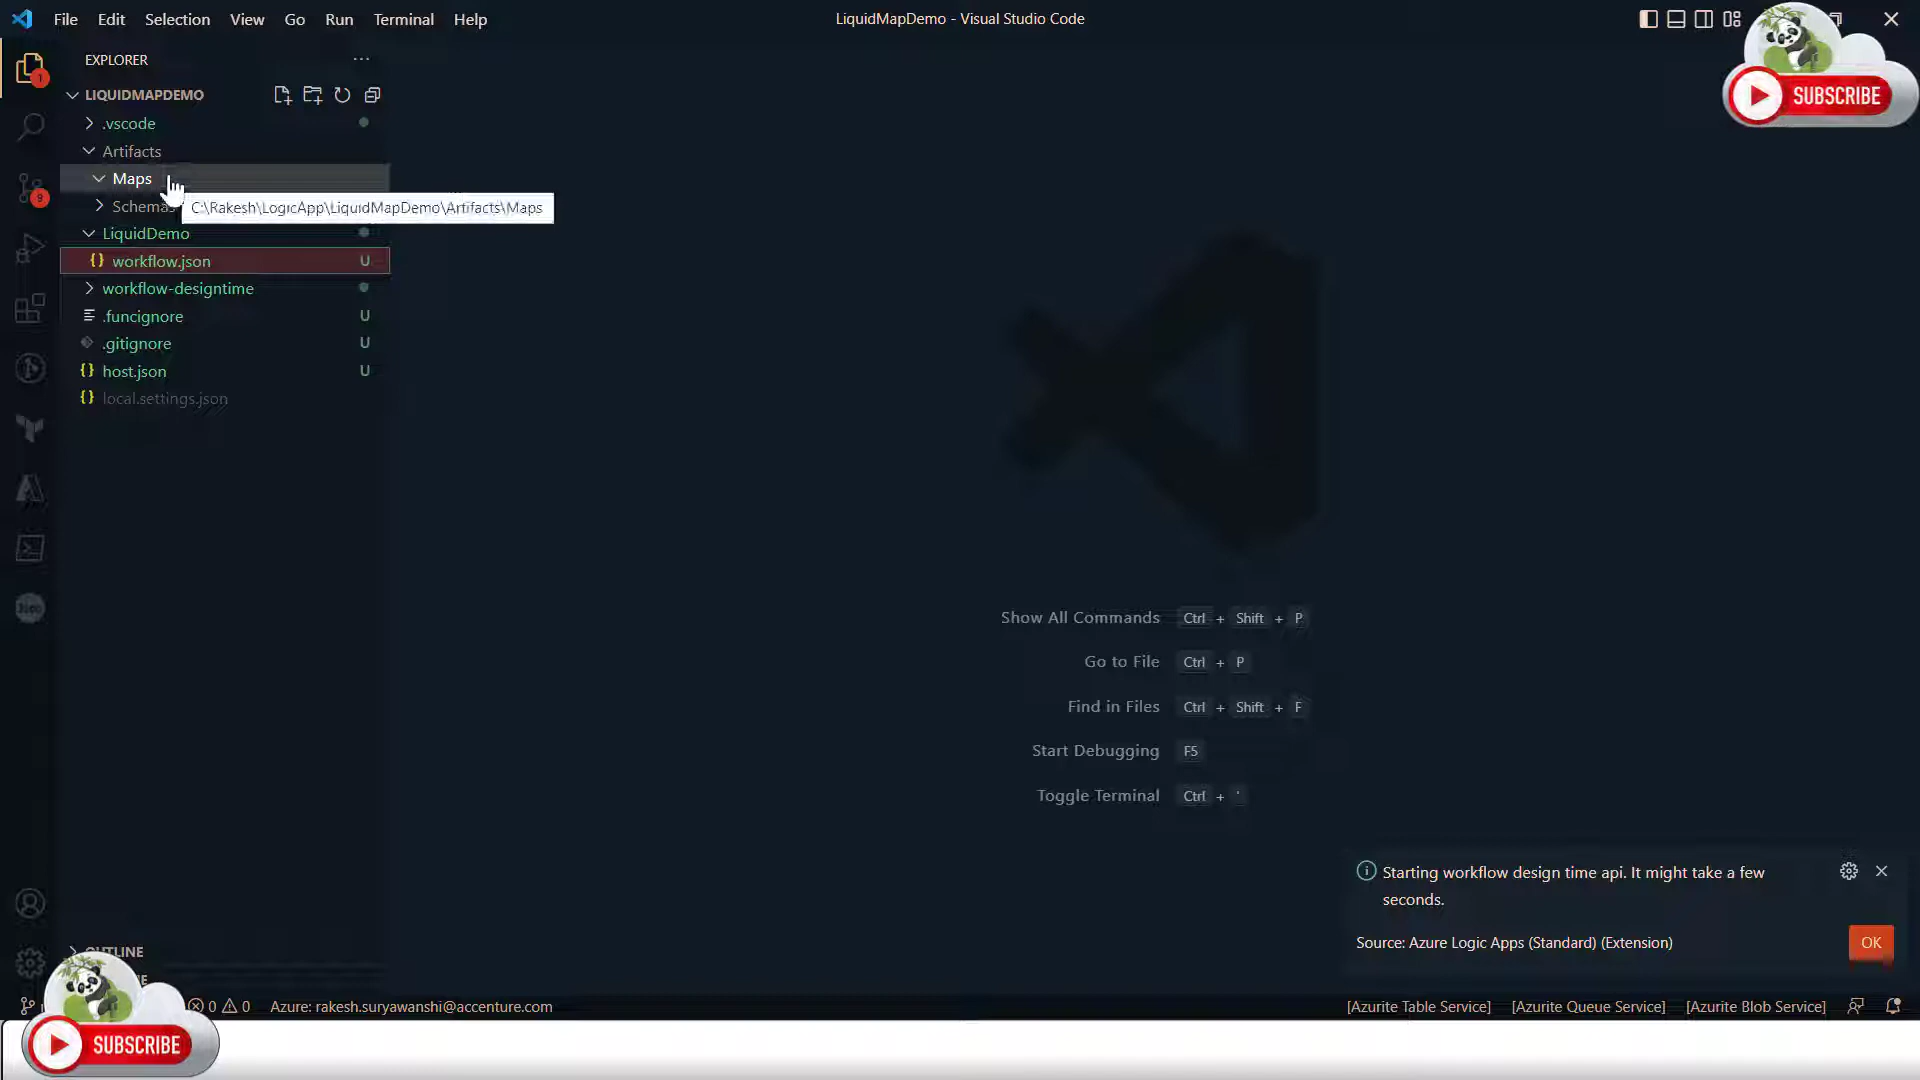 File Edit Selection View Go Run Terminal Help
LiquidMapDemo - Visual Studio Code
SUBSCRIBE
EXPLORER
1
LIQUIDMAPDEMO
.vscode
Artifacts
Maps
9
Schemas
C:\Rakesh\LogicApp\LiquidMapDemo\Artifacts\Maps
LiquidDemo
{} workflow.json U
workflow-designtime
.funcignore U
.gitignore U
{} host.json U
{} local.settings.json
Show All Commands Ctrl + Shift + P
Go to File Ctrl + P
Find in Files Ctrl + Shift + F
Start Debugging F5
Toggle Terminal Ctrl + '
Starting workflow design time api. It might take a few
seconds.
Source: Azure Logic Apps (Standard) (Extension)
OK
OUTLINE
0 0 Azure: rakesh.suryawanshi@accenture.com
[Azurite Table Service] [Azurite Queue Service] [Azurite Blob Service]
SUBSCRIBE